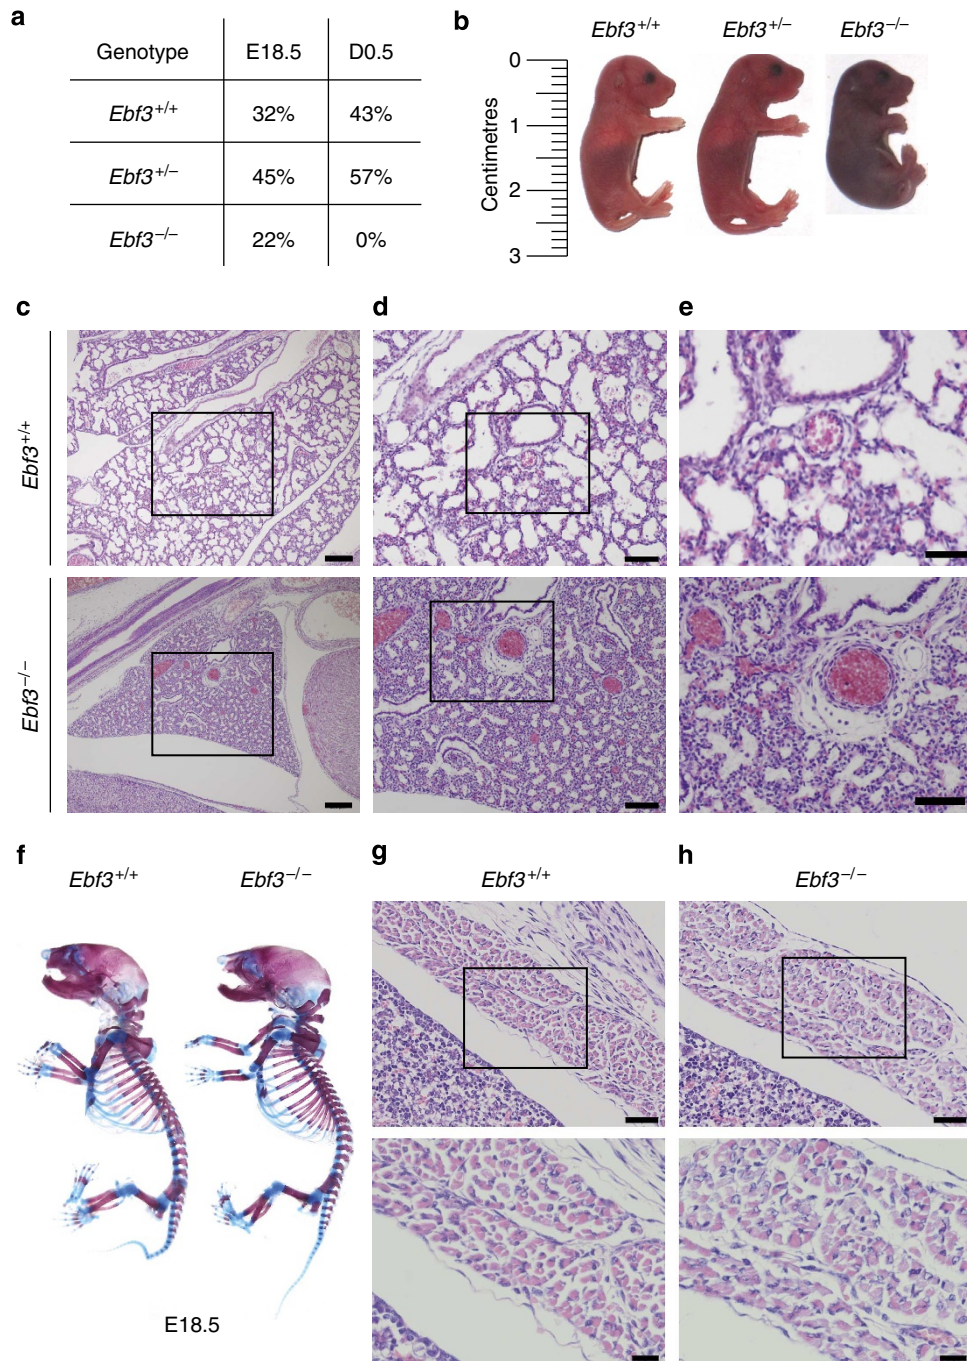 a
Genotype E18.5 D0.5
Ebf3+/+ 32% 43%
Ebf3+/– 45% 57%
Ebf3–/– 22% 0%
b
Ebf3+/+ Ebf3+/– Ebf3–/–
Centimetres
0
1
2
3
c d e
Ebf3+/+
Ebf3–/–
f
Ebf3+/+ Ebf3–/–
E18.5
g h
Ebf3+/+ Ebf3–/–